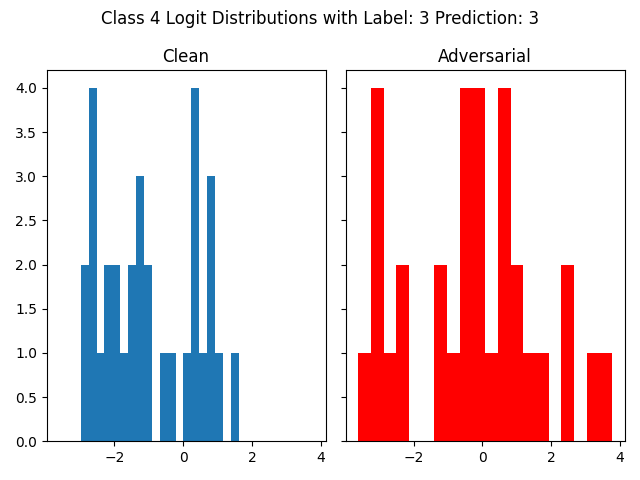 Class 4 Logit Distributions with Label: 3 Prediction: 3
Clean
Adversarial
4.0
3.5
3.0
2.5
2.0
1.5
1.0
0.5
0.0
−2 0 2 4
−2 0 2 4